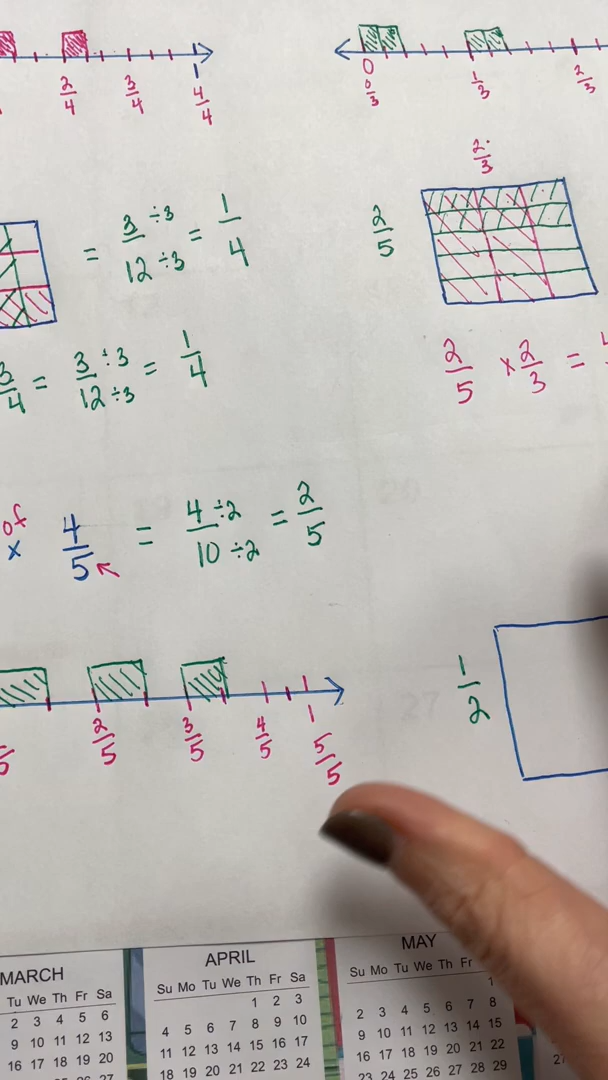 2/4 3/4 4/4
0 1/3 2/3
0/3
2/3
= 3 ÷3 / 12 ÷3 = 1/4
2/5
3/4 = 3 ÷3 / 12 ÷3 = 1/4
2/5 × 2/3 =
of
× 4/5 = 4 ÷2 / 10 ÷2 = 2/5
1/2
2/5 3/5 4/5 1
5/5
MARCH
Tu We Th Fr Sa
2 3 4 5 6
9 10 11 12 13
16 17 18 19 20
APRIL
Su Mo Tu We Th Fr Sa
1 2 3
4 5 6 7 8 9 10
11 12 13 14 15 16 17
18 19 20 21 22 23 24
MAY
Su Mo Tu We Th Fr
1
2 3 4 5 6 7 8
9 10 11 12 13 14 15
16 17 18 19 20 21 22
23 24 25 26 27 28 29
27